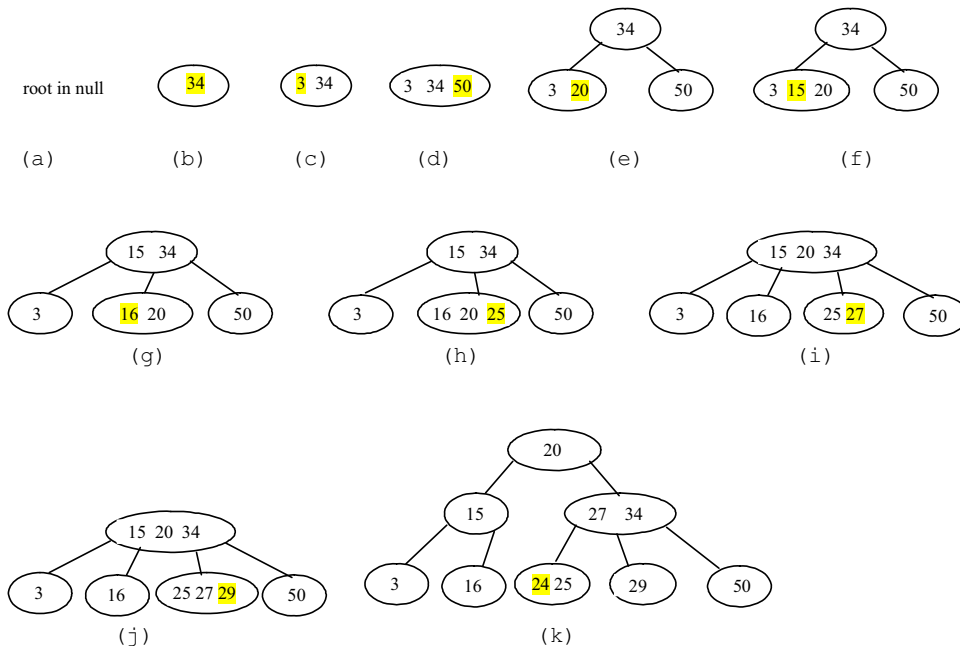 34 34
root in null 34 3 34 3 34 50 3 20 50 3 15 20 50
(a) (b) (c) (d) (e) (f)
15 34 15 34 15 20 34
3 16 20 50 3 16 20 25 50 3 16 25 27 50
(g) (h) (i)
20
15 20 34 15 27 34
3 16 25 27 29 50 3 16 24 25 29 50
(j) (k)